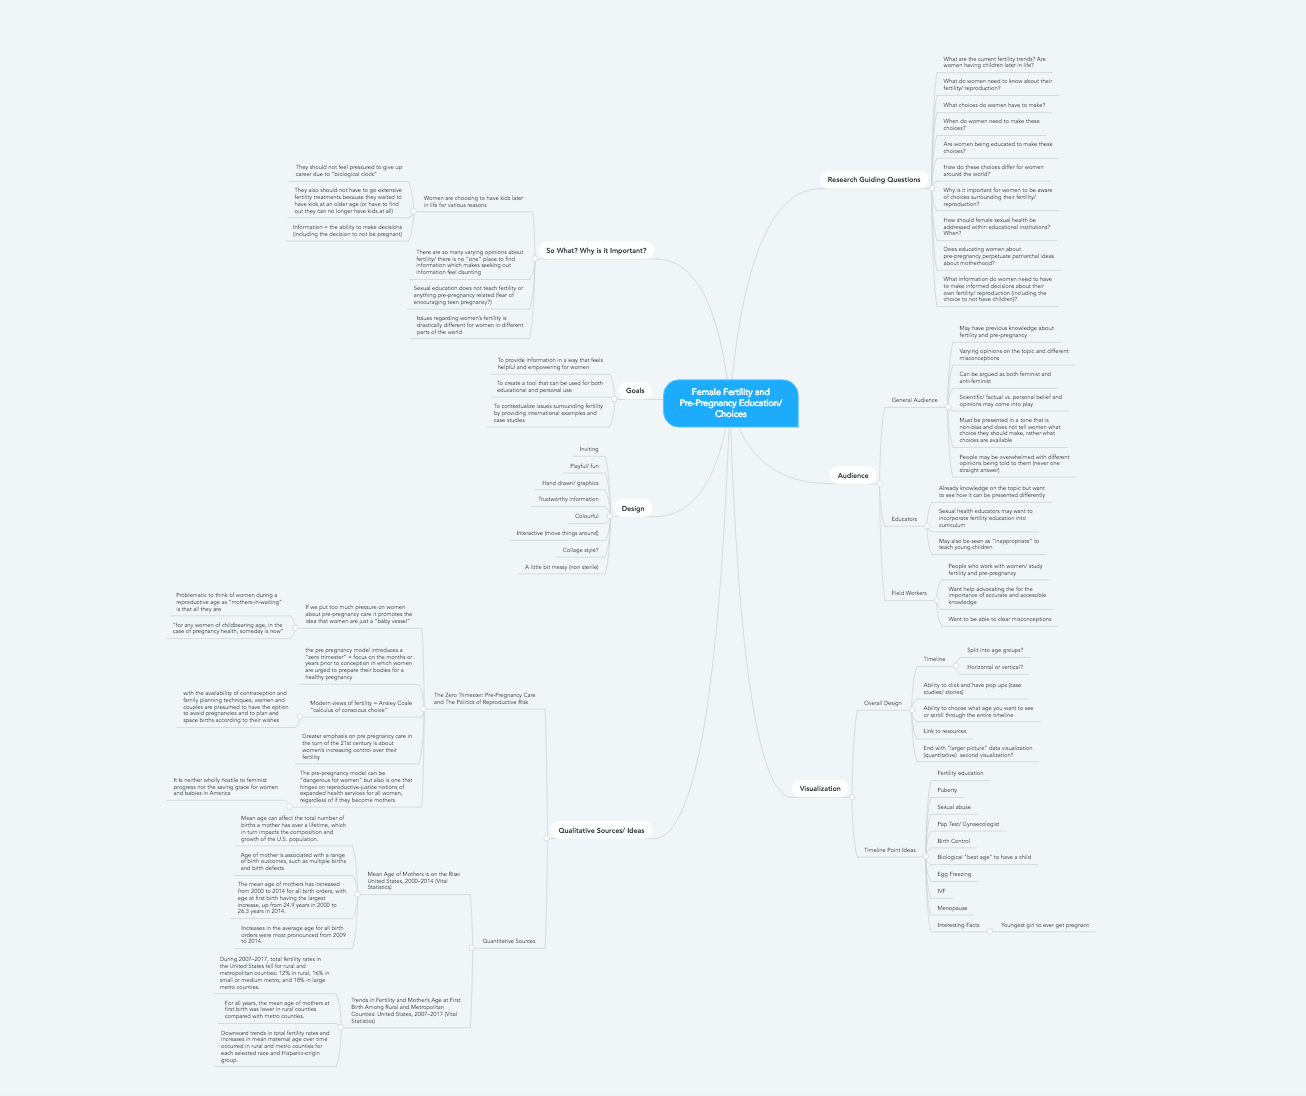 Female Fertility and
Pre-Pregnancy Education/
Choices
Research Guiding Questions
What are the current fertility trends? Are
women having children later in life?
What do women need to know about their
fertility/ reproduction?
What choices do women have to make?
When do women need to make these
choices?
Are women being educated to make these
choices?
How do these choices differ for women
around the world?
Why is it important for women to be aware
of choices surrounding their fertility/
reproduction?
How should female sexual health be
addressed within educational institutions?
When?
Does educating women about
pre-pregnancy perpetuate patriarchal ideas
about motherhood?
What information do women need to have
to make informed decisions about their
own fertility/ reproduction (including the
choice to not have children)?
Audience
General Audience
May have previous knowledge about
fertility and pre-pregnancy
Varying opinions on the topic and different
misconceptions
Can be argued as both feminist and
anti-feminist
Scientific/ factual vs. personal belief and
opinions may come into play
Must be presented in a tone that is
non-bias and does not tell women what
choice they should make, rather what
choices are available
People may be overwhelmed with different
opinions being told to them (never one
straight answer)
Educators
Already knowledge on the topic but want
to see how it can be presented differently
Sexual health educators may want to
incorporate fertility education into
curriculum
May also be seen as "inappropriate" to
teach young children
Field Workers
People who work with women/ study
fertility and pre-pregnancy
Want help advocating the for the
importance of accurate and accessible
knowledge
Want to be able to clear misconceptions
Visualization
Overall Design
Timeline
Split into age groups?
Horizontal or vertical?
Ability to click and have pop ups (case
studies/ stories)
Ability to choose what age you want to see
or scroll through the entire timeline
Link to resources
End with "larger picture" data visualization
(quantitative) second visualization?
Timeline Point Ideas
Fertility education
Puberty
Sexual abuse
Pap Test/ Gynaecologist
Birth Control
Biological "best age" to have a child
Egg Freezing
IVF
Menopause
Interesting Facts
Youngest girl to ever get pregnant
So What? Why is it Important?
Women are choosing to have kids later
in life for various reasons
They should not feel pressured to give up
career due to "biological clock"
They also should not have to go extensive
fertility treatments because they waited to
have kids at an older age (or have to find
out they can no longer have kids at all)
Information = the ability to make decisions
(including the decision to not be pregnant)
There are so many varying opinions about
fertility/ there is no "one" place to find
information which makes seeking out
information feel daunting
Sexual education does not teach fertility or
anything pre-pregnancy related (fear of
encouraging teen pregnancy?)
Issues regarding women's fertility is
drastically different for women in different
parts of the world
Goals
To provide information in a way that feels
helpful and empowering for women
To create a tool that can be used for both
educational and personal use
To contextualize issues surrounding fertility
by providing international examples and
case studies
Design
Inviting
Playful/ fun
Hand drawn/ graphics
Trustworthy information
Colourful
Interactive (move things around)
Collage style?
A little bit messy (non sterile)
Qualitative Sources/ Ideas
The Zero Trimester: Pre-Pregnancy Care
and The Politics of Reproductive Risk
If we put too much pressure on women
about pre-pregnancy care it promotes the
idea that women are just a "baby vessel"
Problematic to think of women during a
reproductive age as "mothers-in-waiting"
is that all they are
"for any women of childbearing age, in the
case of pregnancy health, someday is now"
the pre pregnancy model introduces a
"zero trimester" = focus on the months or
years prior to conception in which women
are urged to prepare their bodies for a
healthy pregnancy
Modern views of fertility = Ansley Coale
"calculus of conscious choice"
with the availability of contraception and
family planning techniques, women and
couples are presumed to have the option
to avoid pregnancies and to plan and
space births according to their wishes
Greater emphasis on pre pregnancy care in
the turn of the 21st century is about
women's increasing control over their
fertility
The pre-pregnancy model can be
"dangerous for women" but also is one that
hinges on reproductive-justice notions of
expanded health services for all women,
regardless of if they become mothers
It Is neither wholly hostile to feminist
progress nor the saving grace for women
and babies in America
Quantitative Sources
Mean Age of Mothers is on the Rise:
United States, 2000–2014 (Vital
Statistics)
Mean age can affect the total number of
births a mother has over a lifetime, which
in turn impacts the composition and
growth of the U.S. population.
Age of mother is associated with a range
of birth outcomes, such as multiple births
and birth defects
The mean age of mothers has increased
from 2000 to 2014 for all birth orders, with
age at first birth having the largest
increase, up from 24.9 years in 2000 to
26.3 years in 2014.
Increases in the average age for all birth
orders were most pronounced from 2009
to 2014.
Trends in Fertility and Mother's Age at First
Birth Among Rural and Metropolitan
Counties: United States, 2007–2017 (Vital
Statistics)
During 2007–2017, total fertility rates in
the United States fell for rural and
metropolitan counties: 12% in rural, 16% in
small or medium metro, and 18% in large
metro counties.
For all years, the mean age of mothers at
first birth was lower in rural counties
compared with metro counties.
Downward trends in total fertility rates and
increases in mean maternal age over time
occurred in rural and metro counties for
each selected race and Hispanic-origin
group.